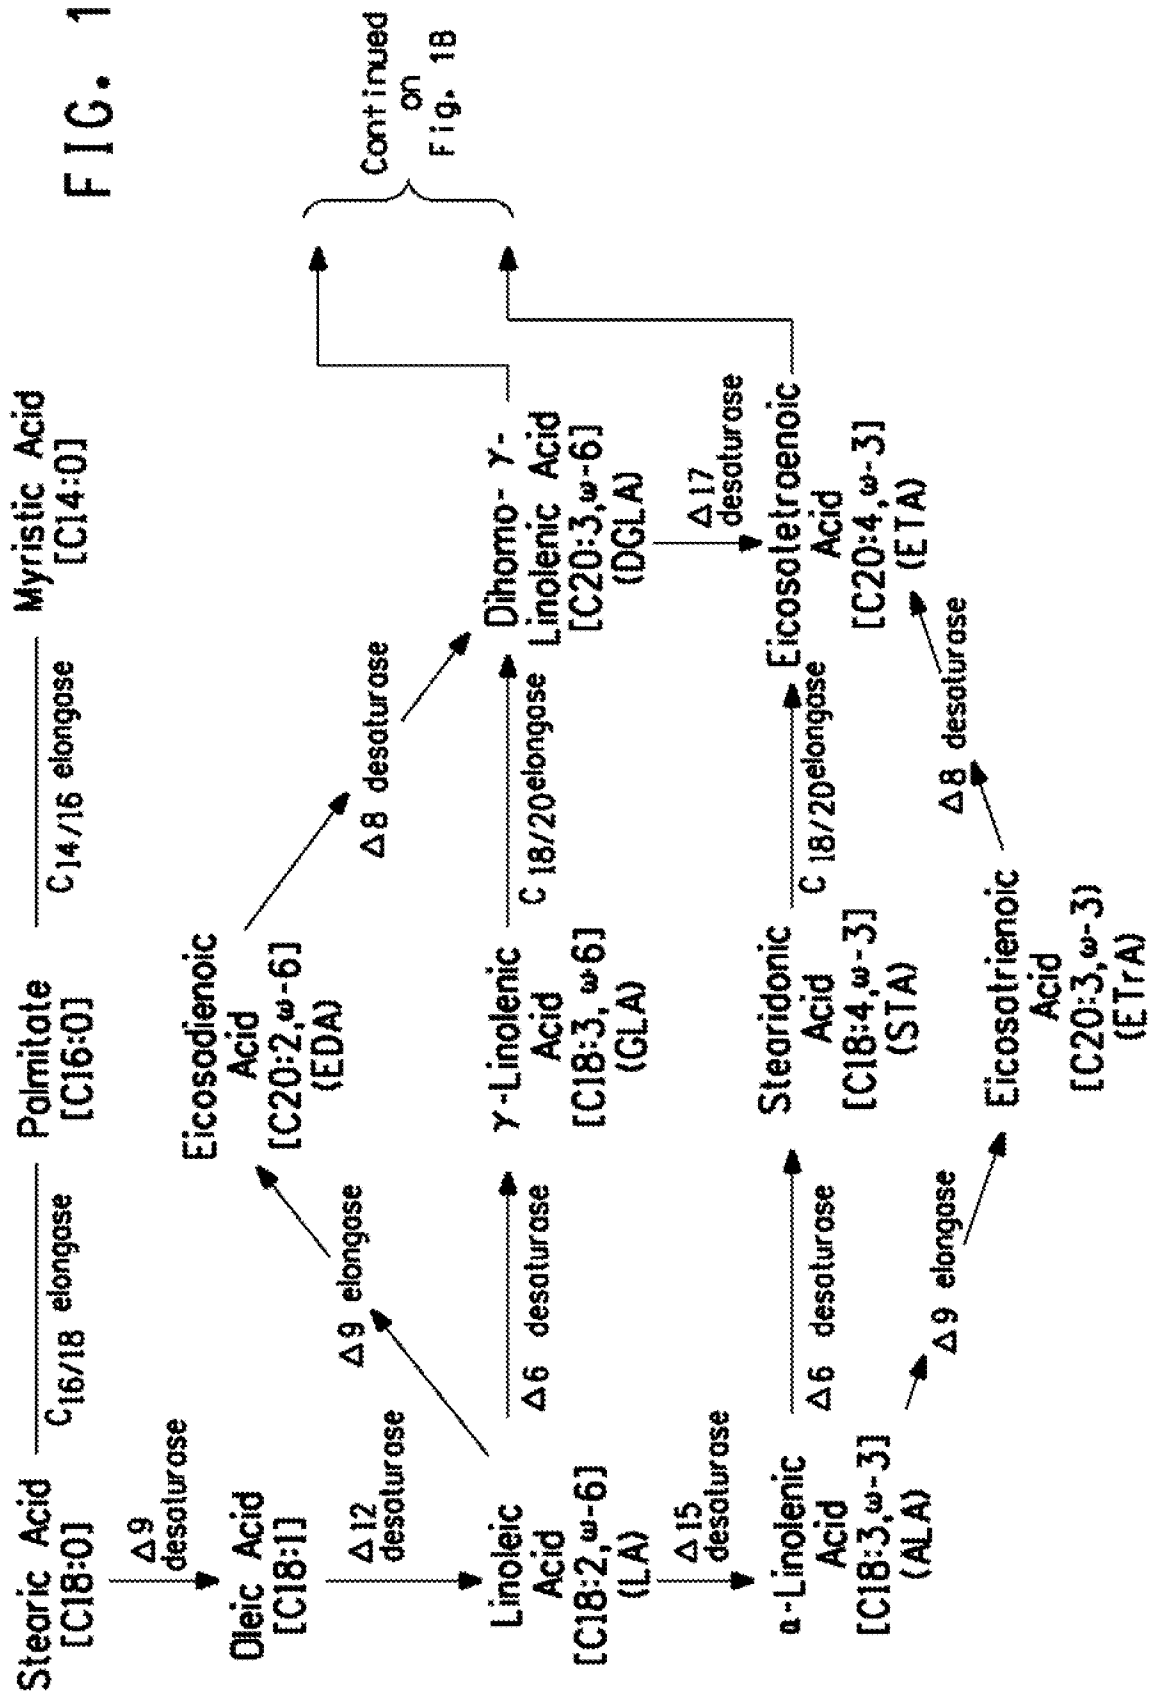 FIG. 1
Stearic Acid
[C18:0]
C16/18 elongase
Palmitate
[C16:0]
C14/16 elongase
Myristic Acid
[C14:0]
Δ9
desaturase
Oleic Acid
[C18:1]
Δ12
desaturase
Δ9 elongase
Eicosadienoic
Acid
[C20:2,ω-6]
(EDA)
Δ8 desaturase
Continued
on
Fig. 1B
Linoleic
Acid
[C18:2,ω-6]
(LA)
Δ6 desaturase
γ-Linolenic
Acid
[C18:3, ω-6]
(GLA)
C18/20elongase
Dihomo-γ-
Linolenic Acid
[C20:3,ω-6]
(DGLA)
Δ15
desaturase
Δ17
desaturase
α-Linolenic
Acid
[C18:3,ω-3]
(ALA)
Δ6 desaturase
Stearidonic
Acid
[C18:4,ω-3]
(STA)
C18/20elongase
Eicosatetraenoic
Acid
[C20:4,ω-3]
(ETA)
Δ9 elongase
Eicosatrienoic
Acid
[C20:3,ω-3)
(ETrA)
Δ8 desaturase